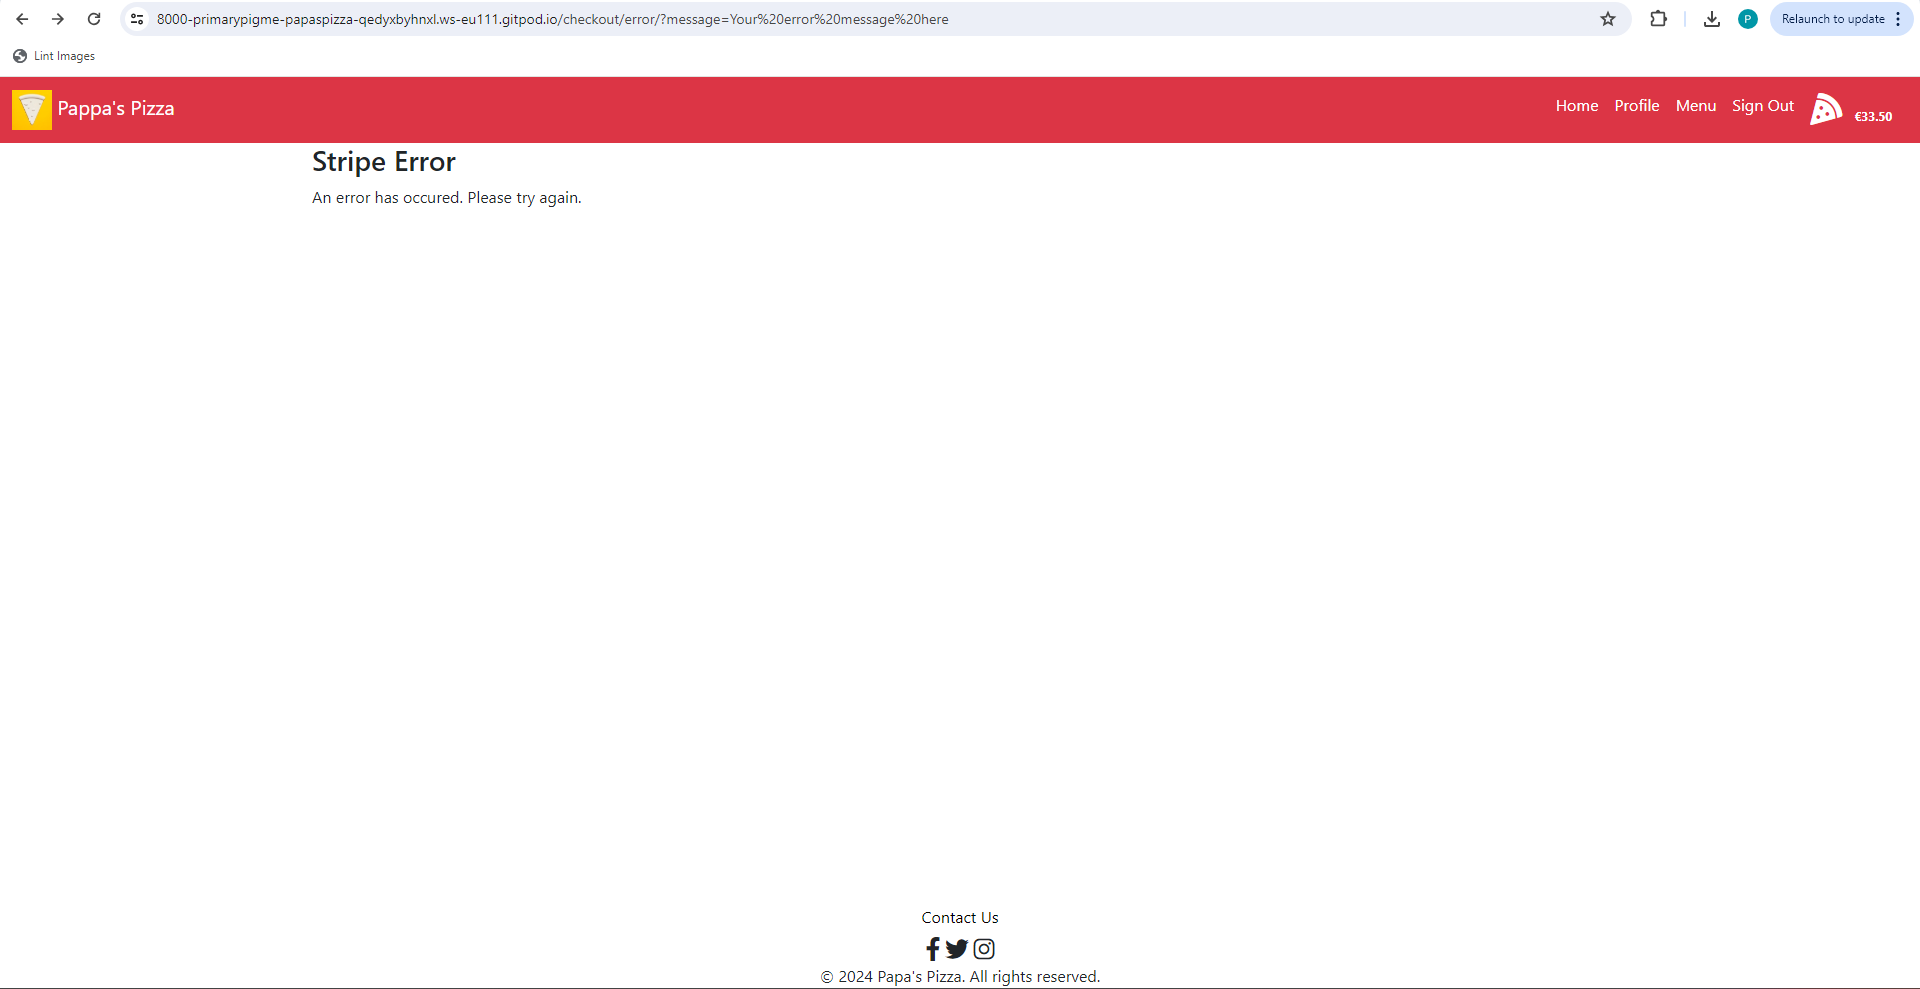 8000-primarypigme-papaspizza-qedyxbyhnxl.ws-eu111.gitpod.io/checkout/error/?message=Your%20error%20message%20here
P
Relaunch to update
Lint Images
Pappa's Pizza
Home
Profile
Menu
Sign Out
€33.50
Stripe Error
An error has occured. Please try again.
Contact Us
© 2024 Papa's Pizza. All rights reserved.